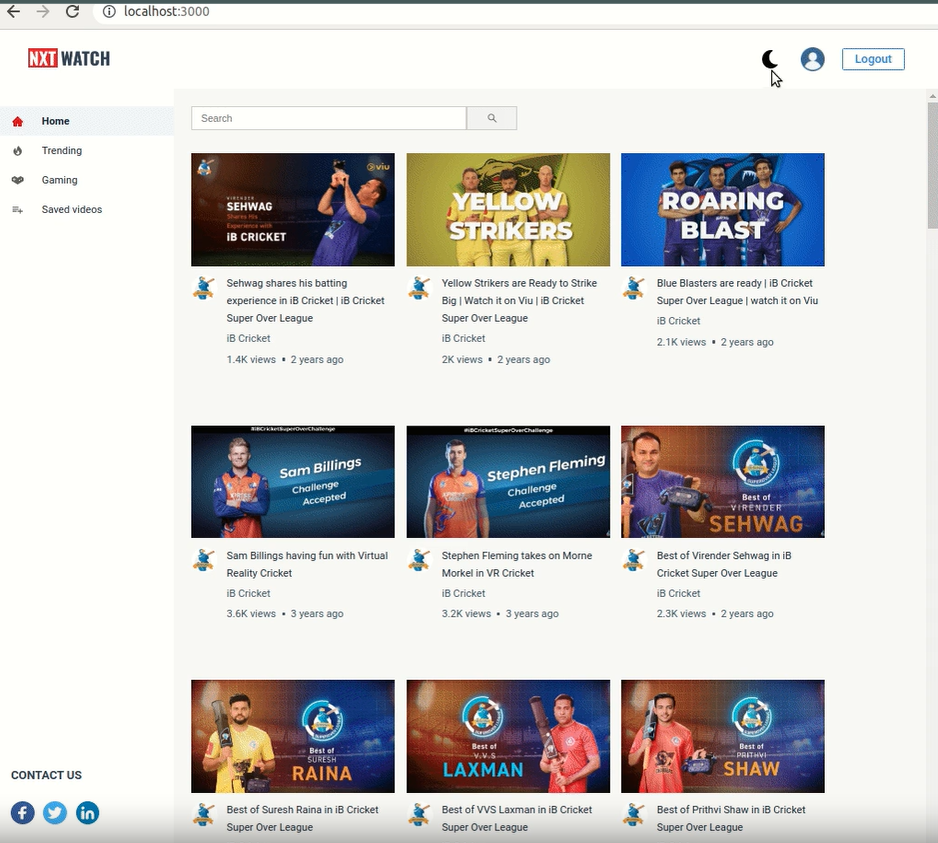 localhost:3000
NXT WATCH
Logout
Home
Trending
Gaming
Saved videos
Search
viu
VIRENDER
SEHWAG
Shares His
Experience with
iB CRICKET
YELLOW
STRIKERS
ROARING
BLAST
Sehwag shares his batting
experience in iB Cricket | iB Cricket
Super Over League
iB Cricket
1.4K views • 2 years ago
Yellow Strikers are Ready to Strike
Big | Watch it on Viu | iB Cricket
Super Over League
iB Cricket
2K views • 2 years ago
Blue Blasters are ready | iB Cricket
Super Over League | watch it on Viu
iB Cricket
2.1K views • 2 years ago
#iBCricketSuperOverChallenge
Sam Billings
Challenge
Accepted
#iBCricketSuperOverChallenge
Stephen Fleming
Challenge
Accepted
Best of
VIRENDER
SEHWAG
Sam Billings having fun with Virtual
Reality Cricket
iB Cricket
3.6K views • 3 years ago
Stephen Fleming takes on Morne
Morkel in VR Cricket
iB Cricket
3.2K views • 3 years ago
Best of Virender Sehwag in iB
Cricket Super Over League
iB Cricket
2.3K views • 2 years ago
Best of
SURESH
RAINA
Best of
V.V.S
LAXMAN
Best of
PRITHVI
SHAW
Best of Suresh Raina in iB Cricket
Super Over League
Best of VVS Laxman in iB Cricket
Super Over League
Best of Prithvi Shaw in iB Cricket
Super Over League
CONTACT US